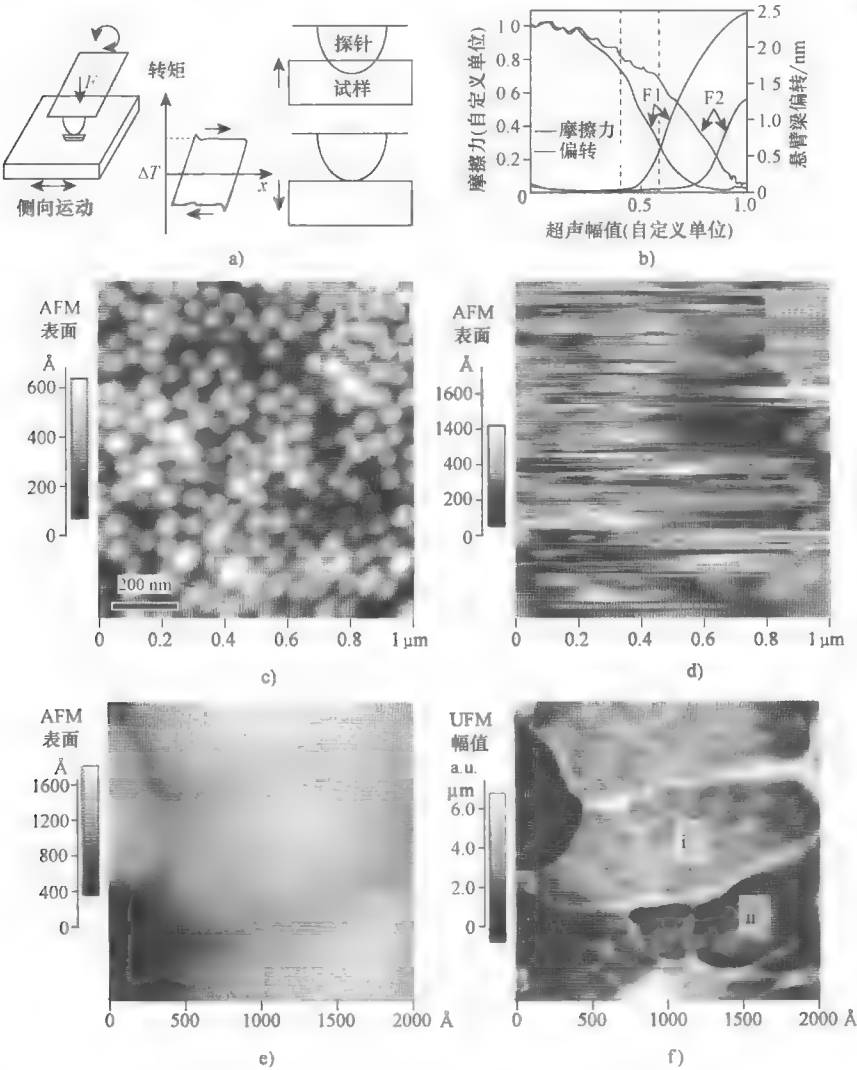 探针
试样
F
转矩
ΔT
x
侧向运动
a)
摩擦力(自定义单位)
1.0
0.8
0.6
0.4
0.2
0
F1
F2
摩擦力
偏转
2.5
2.0
1.5
1.0
0.5
0
悬臂梁偏转/nm
0.5
1.0
超声幅值(自定义单位)
b)
AFM
表面
Å
600
400
200
0
200 nm
0 0.2 0.4 0.6 0.8 1 μm
c)
AFM
表面
Å
1600
1400
400
200
0
0 0.2 0.4 0.6 0.8 1 μm
d)
AFM
表面
Å
1600
1200
800
400
0
0 500 1000 1500 2000 Å
e)
UFM
幅值
a.u.
μm
6.0
4.0
2.0
0
i
ii
0 500 1000 1500 2000 Å
f)